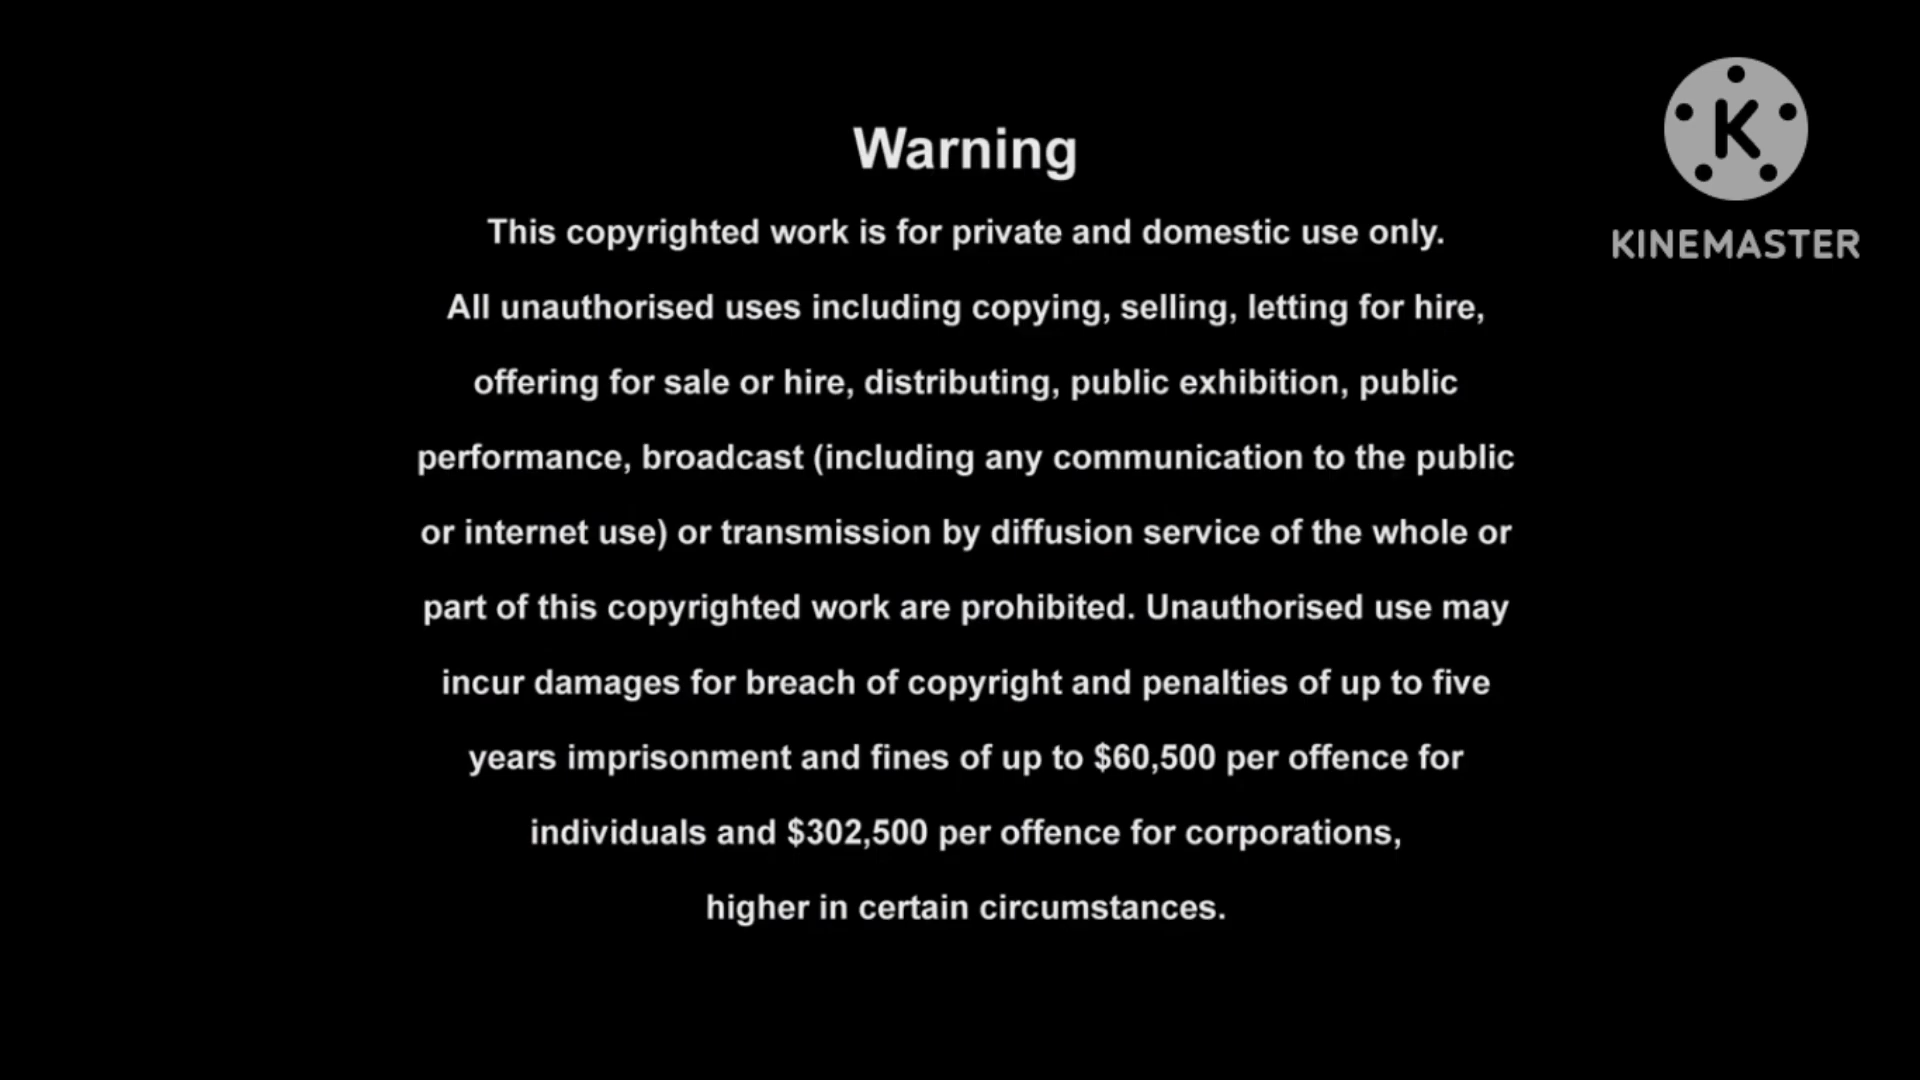 Warning
This copyrighted work is for private and domestic use only.
All unauthorised uses including copying, selling, letting for hire,
offering for sale or hire, distributing, public exhibition, public
performance, broadcast (including any communication to the public
or internet use) or transmission by diffusion service of the whole or
part of this copyrighted work are prohibited. Unauthorised use may
incur damages for breach of copyright and penalties of up to five
years imprisonment and fines of up to $60,500 per offence for
individuals and $302,500 per offence for corporations,
higher in certain circumstances.
K
KINEMASTER